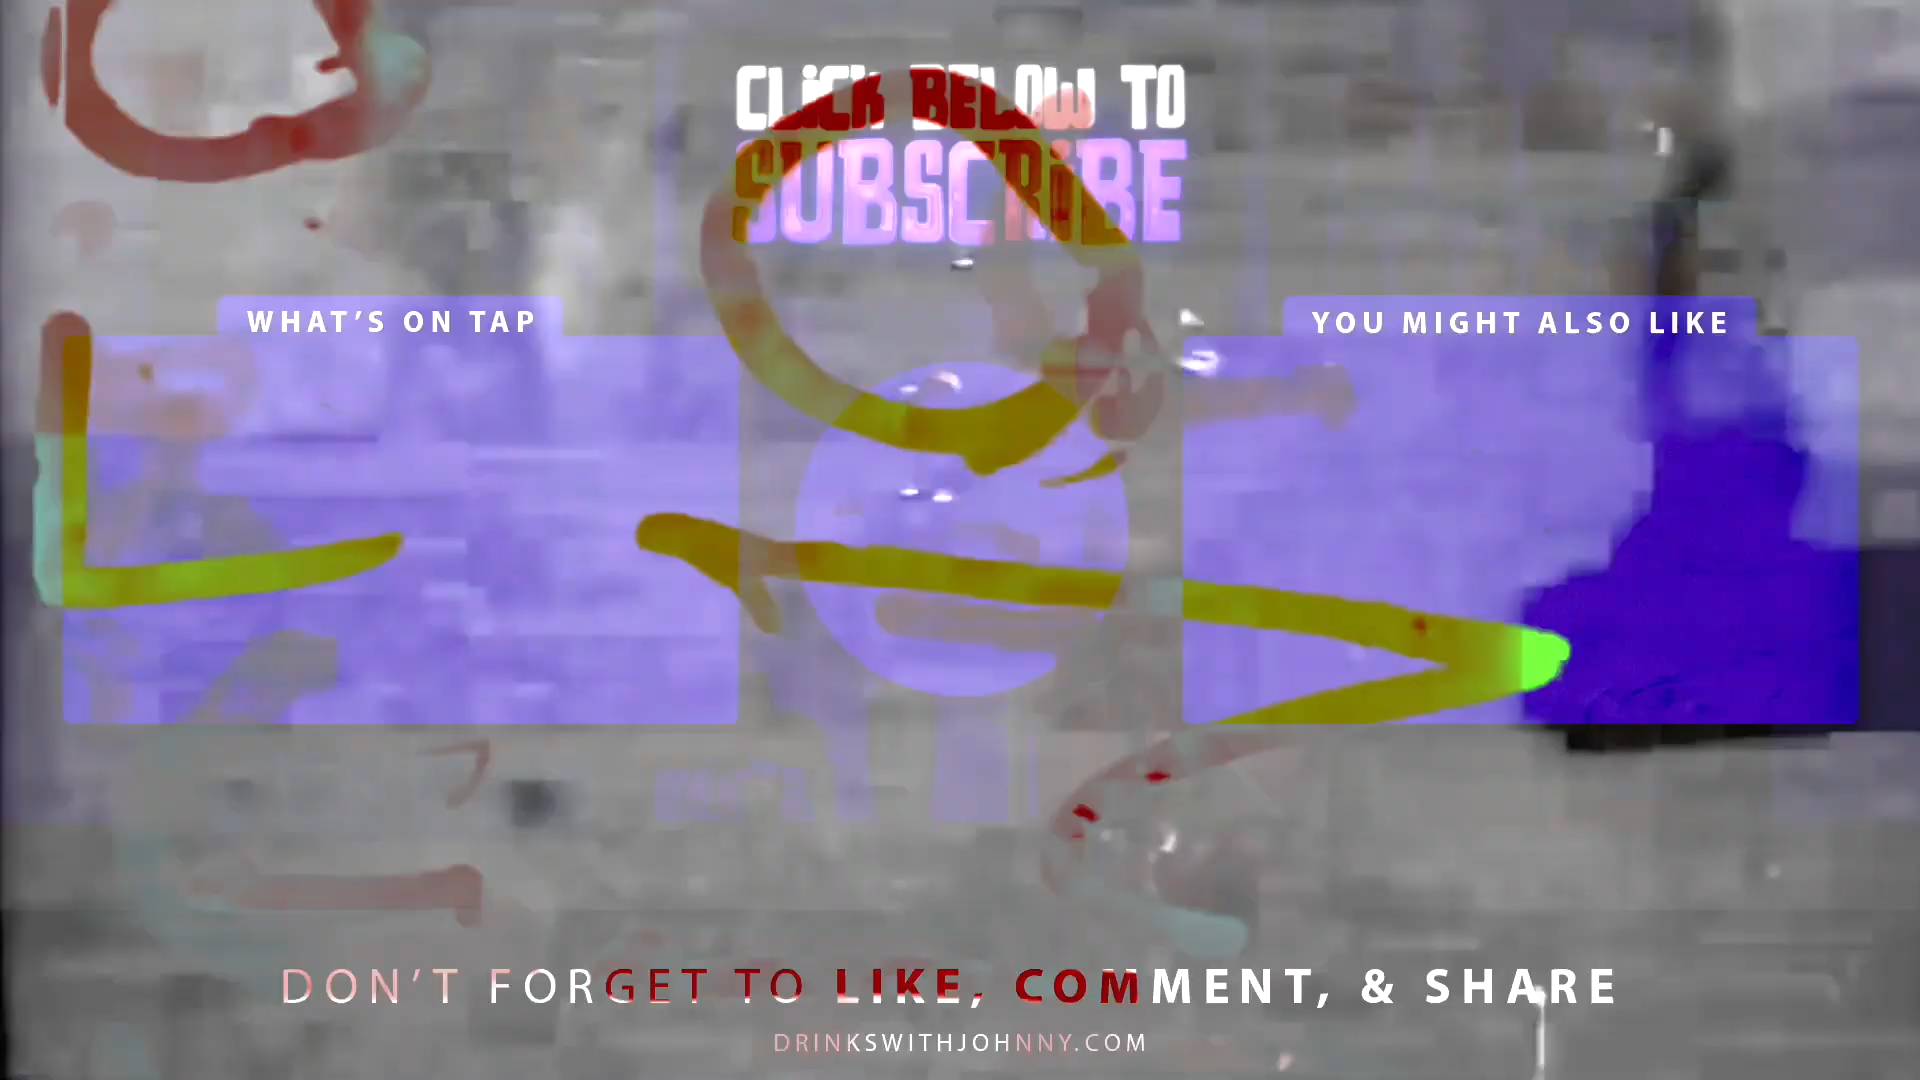 CLiCK BELOW TO
SUBSCRiBE
WHAT'S ON TAP
YOU MIGHT ALSO LIKE
DON'T FORGET TO LIKE, COMMENT, & SHARE
DRINKSWITHJOHNNY.COM